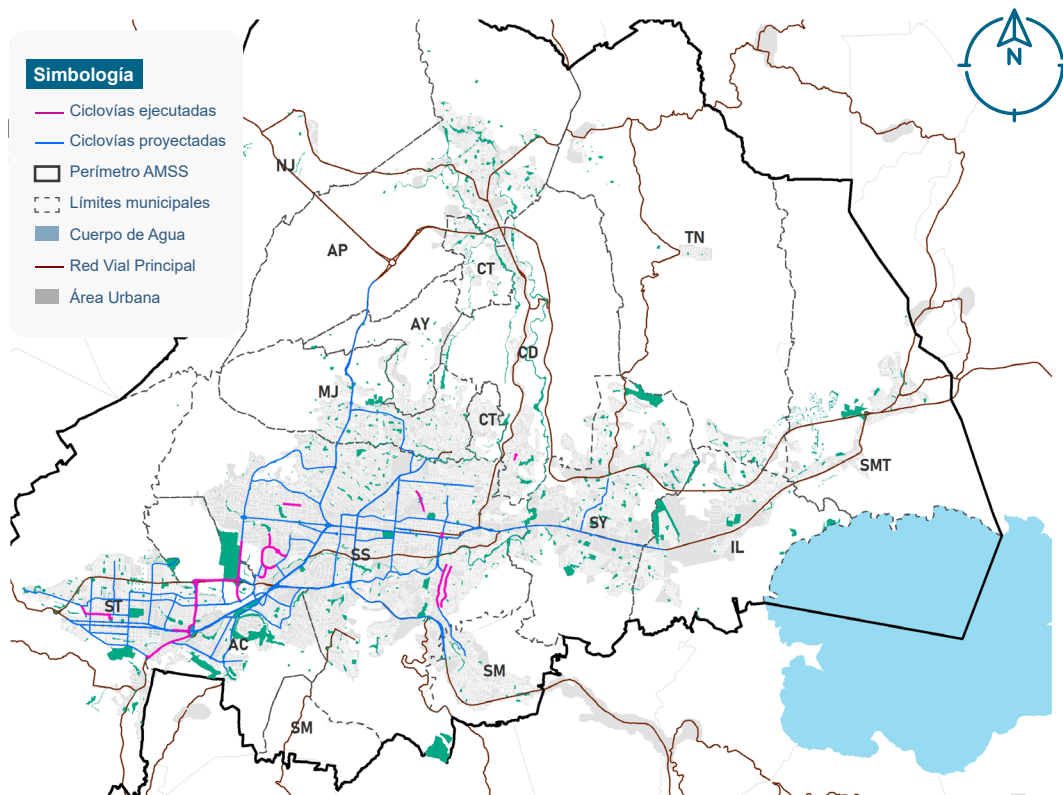 N
Simbología
Ciclovías ejecutadas
Ciclovías proyectadas
Perímetro AMSS
Límites municipales
Cuerpo de Agua
Red Vial Principal
Área Urbana
NJ
AP
TN
CT
AY
CD
MJ
CT
SMT
SY
IL
SS
ST
AC
SM
SM